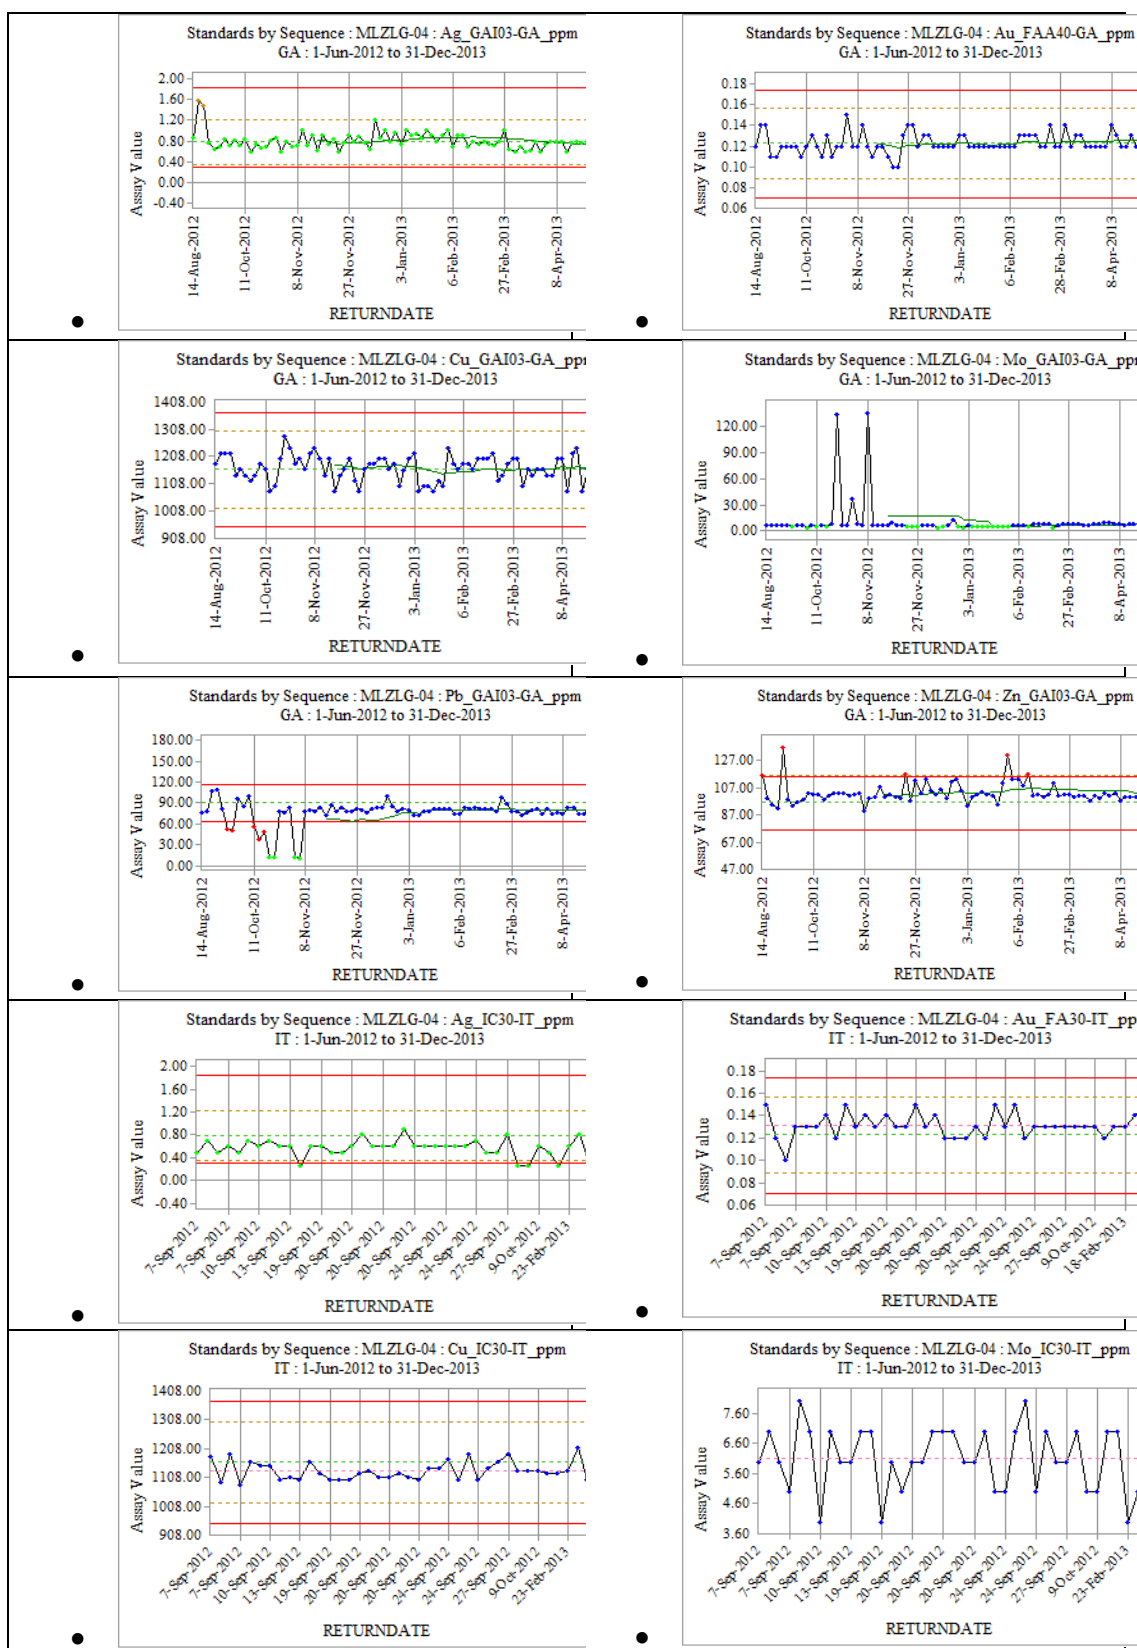 Standards by Sequence : MLZLG-04 : Ag_GAI03-GA_ppm
GA : 1-Jun-2012 to 31-Dec-2013
2.00
1.60
1.20
0.80
0.40
0.00
-0.40
Assay Value
14-Aug-2012
11-Oct-2012
8-Nov-2012
27-Nov-2012
3-Jan-2013
6-Feb-2013
27-Feb-2013
8-Apr-2013
RETURNDATE
Standards by Sequence : MLZLG-04 : Au_FAA40-GA_ppm
GA : 1-Jun-2012 to 31-Dec-2013
0.18
0.16
0.14
0.12
0.10
0.08
0.06
Assay Value
14-Aug-2012
11-Oct-2012
8-Nov-2012
27-Nov-2012
3-Jan-2013
6-Feb-2013
28-Feb-2013
8-Apr-2013
RETURNDATE
Standards by Sequence : MLZLG-04 : Cu_GAI03-GA_ppm
GA : 1-Jun-2012 to 31-Dec-2013
1408.00
1308.00
1208.00
1108.00
1008.00
908.00
Assay Value
14-Aug-2012
11-Oct-2012
8-Nov-2012
27-Nov-2012
3-Jan-2013
6-Feb-2013
27-Feb-2013
8-Apr-2013
RETURNDATE
Standards by Sequence : MLZLG-04 : Mo_GAI03-GA_ppm
GA : 1-Jun-2012 to 31-Dec-2013
120.00
90.00
60.00
30.00
0.00
Assay Value
14-Aug-2012
11-Oct-2012
8-Nov-2012
27-Nov-2012
3-Jan-2013
6-Feb-2013
27-Feb-2013
8-Apr-2013
RETURNDATE
Standards by Sequence : MLZLG-04 : Pb_GAI03-GA_ppm
GA : 1-Jun-2012 to 31-Dec-2013
180.00
150.00
120.00
90.00
60.00
30.00
0.00
Assay Value
14-Aug-2012
11-Oct-2012
8-Nov-2012
27-Nov-2012
3-Jan-2013
6-Feb-2013
27-Feb-2013
8-Apr-2013
RETURNDATE
Standards by Sequence : MLZLG-04 : Zn_GAI03-GA_ppm
GA : 1-Jun-2012 to 31-Dec-2013
127.00
107.00
87.00
67.00
47.00
Assay Value
14-Aug-2012
11-Oct-2012
8-Nov-2012
27-Nov-2012
3-Jan-2013
6-Feb-2013
27-Feb-2013
8-Apr-2013
RETURNDATE
Standards by Sequence : MLZLG-04 : Ag_IC30-IT_ppm
IT : 1-Jun-2012 to 31-Dec-2013
2.00
1.60
1.20
0.80
0.40
0.00
-0.40
Assay Value
7-Sep-2012
7-Sep-2012
10-Sep-2012
13-Sep-2012
19-Sep-2012
20-Sep-2012
20-Sep-2012
20-Sep-2012
24-Sep-2012
24-Sep-2012
27-Sep-2012
9-Oct-2012
23-Feb-2013
RETURNDATE
Standards by Sequence : MLZLG-04 : Au_FA30-IT_ppm
IT : 1-Jun-2012 to 31-Dec-2013
0.18
0.16
0.14
0.12
0.10
0.08
0.06
Assay Value
7-Sep-2012
7-Sep-2012
10-Sep-2012
13-Sep-2012
19-Sep-2012
20-Sep-2012
20-Sep-2012
24-Sep-2012
24-Sep-2012
27-Sep-2012
9-Oct-2012
18-Feb-2013
RETURNDATE
Standards by Sequence : MLZLG-04 : Cu_IC30-IT_ppm
IT : 1-Jun-2012 to 31-Dec-2013
1408.00
1308.00
1208.00
1108.00
1008.00
908.00
Assay Value
7-Sep-2012
7-Sep-2012
10-Sep-2012
13-Sep-2012
19-Sep-2012
20-Sep-2012
20-Sep-2012
20-Sep-2012
24-Sep-2012
24-Sep-2012
27-Sep-2012
9-Oct-2012
23-Feb-2013
RETURNDATE
Standards by Sequence : MLZLG-04 : Mo_IC30-IT_ppm
IT : 1-Jun-2012 to 31-Dec-2013
7.60
6.60
5.60
4.60
3.60
Assay Value
7-Sep-2012
7-Sep-2012
10-Sep-2012
13-Sep-2012
19-Sep-2012
20-Sep-2012
20-Sep-2012
20-Sep-2012
24-Sep-2012
24-Sep-2012
27-Sep-2012
9-Oct-2012
23-Feb-2013
RETURNDATE